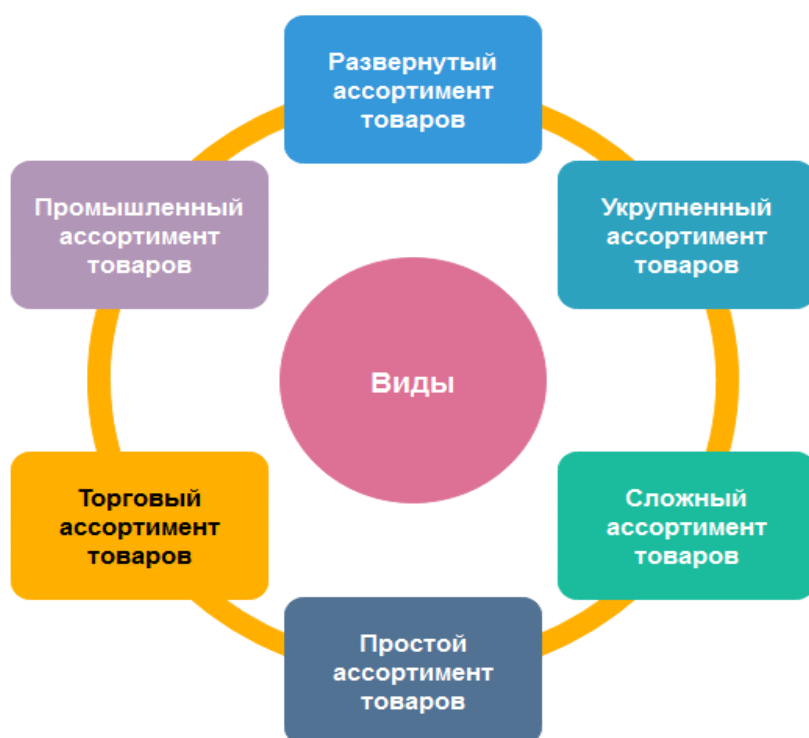 Развернутый
ассортимент
товаров
Промышленный
ассортимент
товаров
Укрупненный
ассортимент
товаров
Виды
Торговый
ассортимент
товаров
Сложный
ассортимент
товаров
Простой
ассортимент
товаров